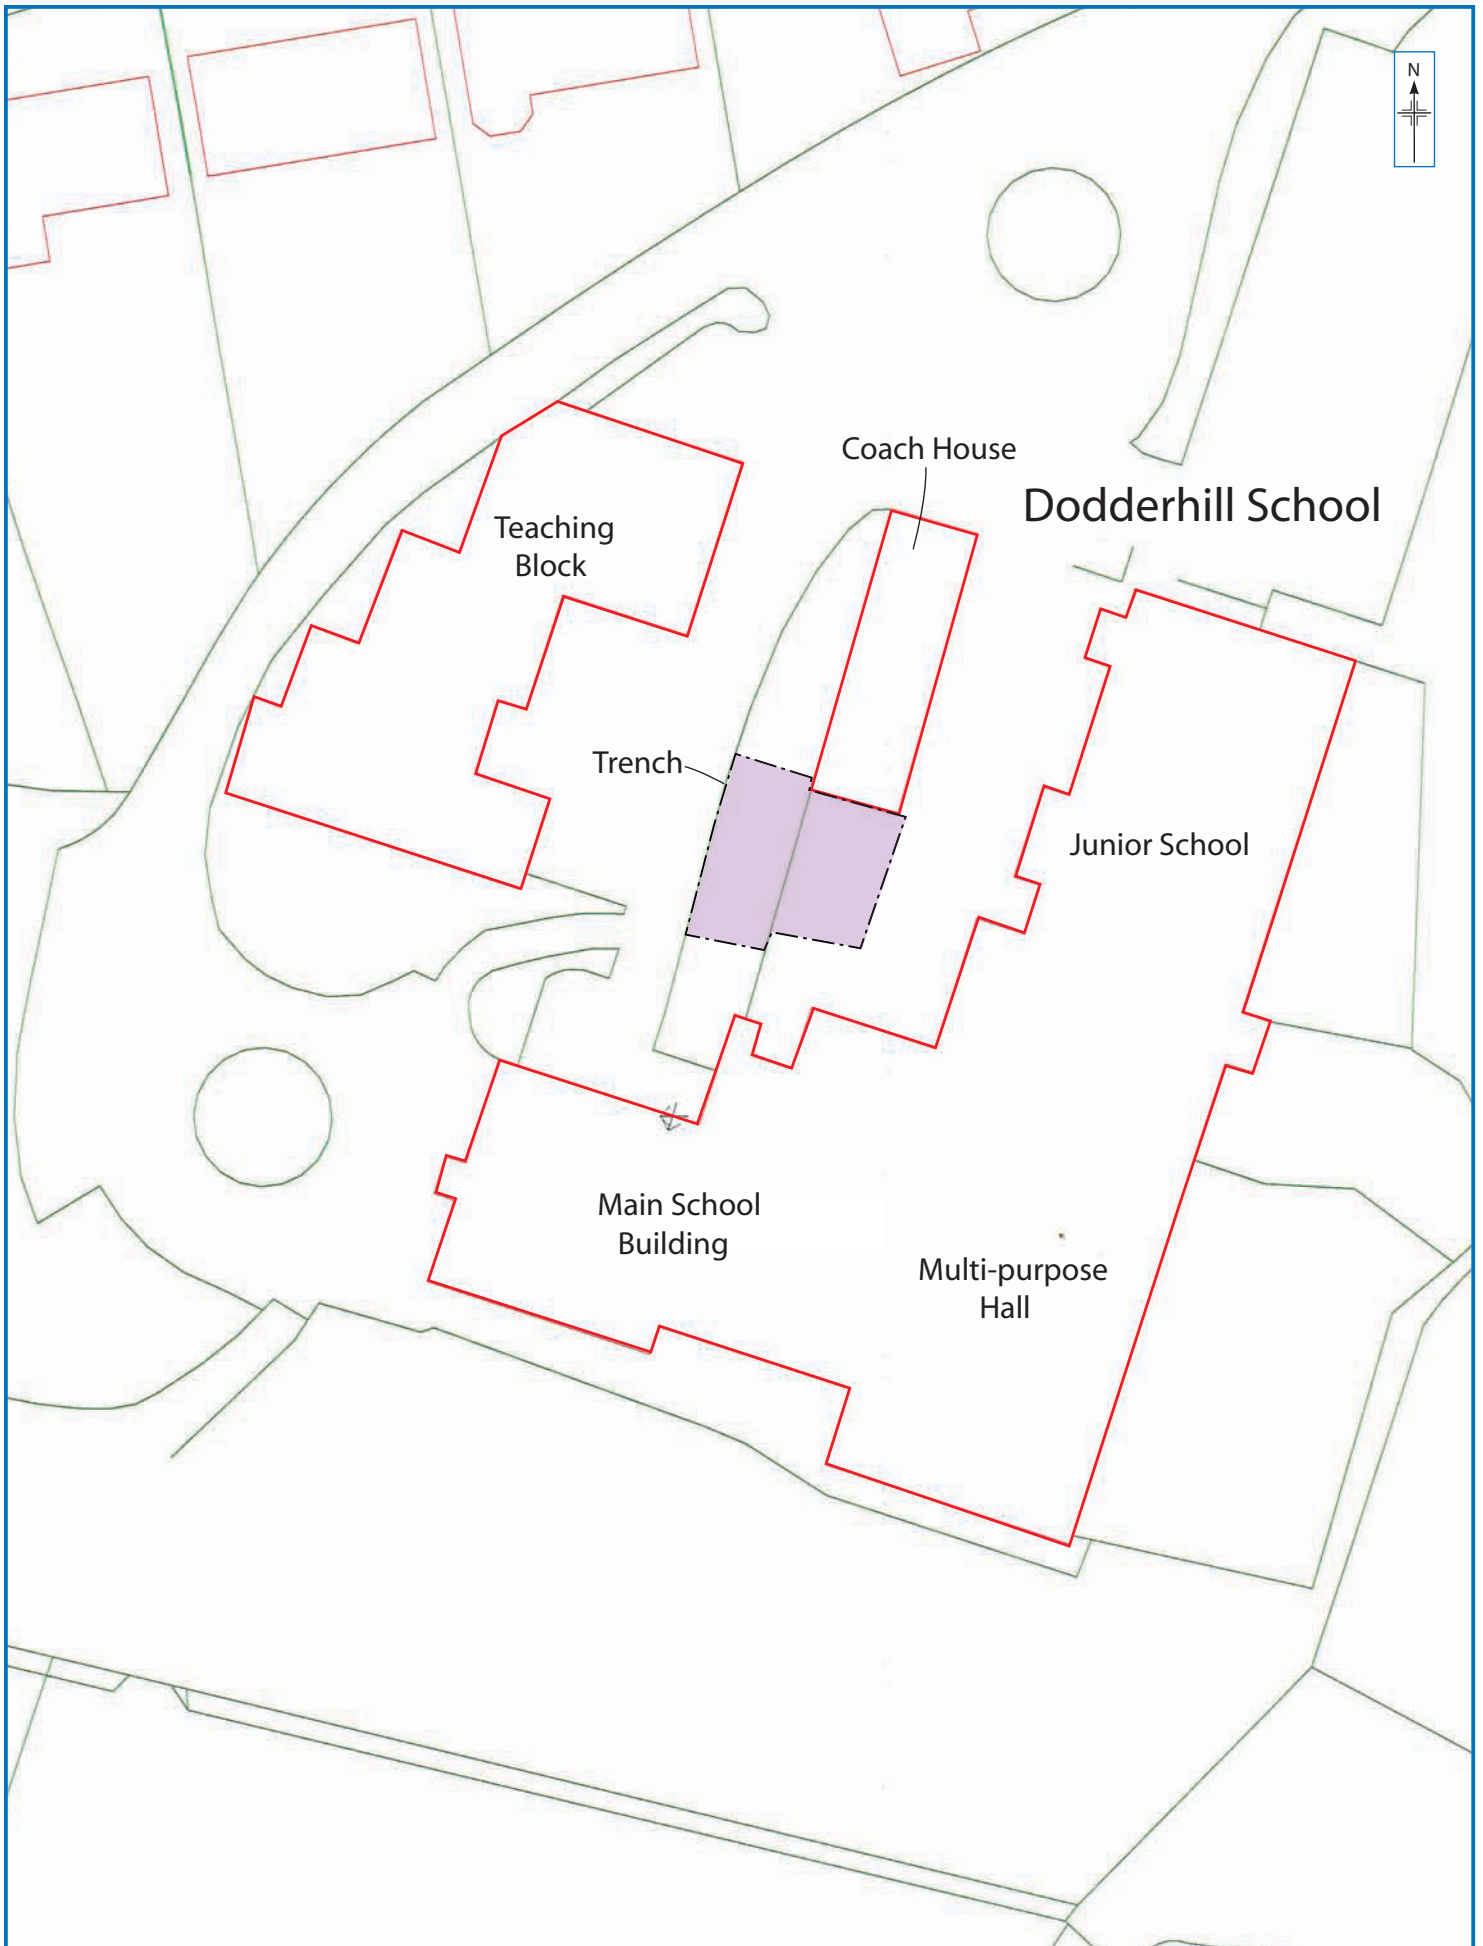 N
Coach House
Dodderhill School
Teaching
Block
Trench
Junior School
Main School
Building
Multi-purpose
Hall